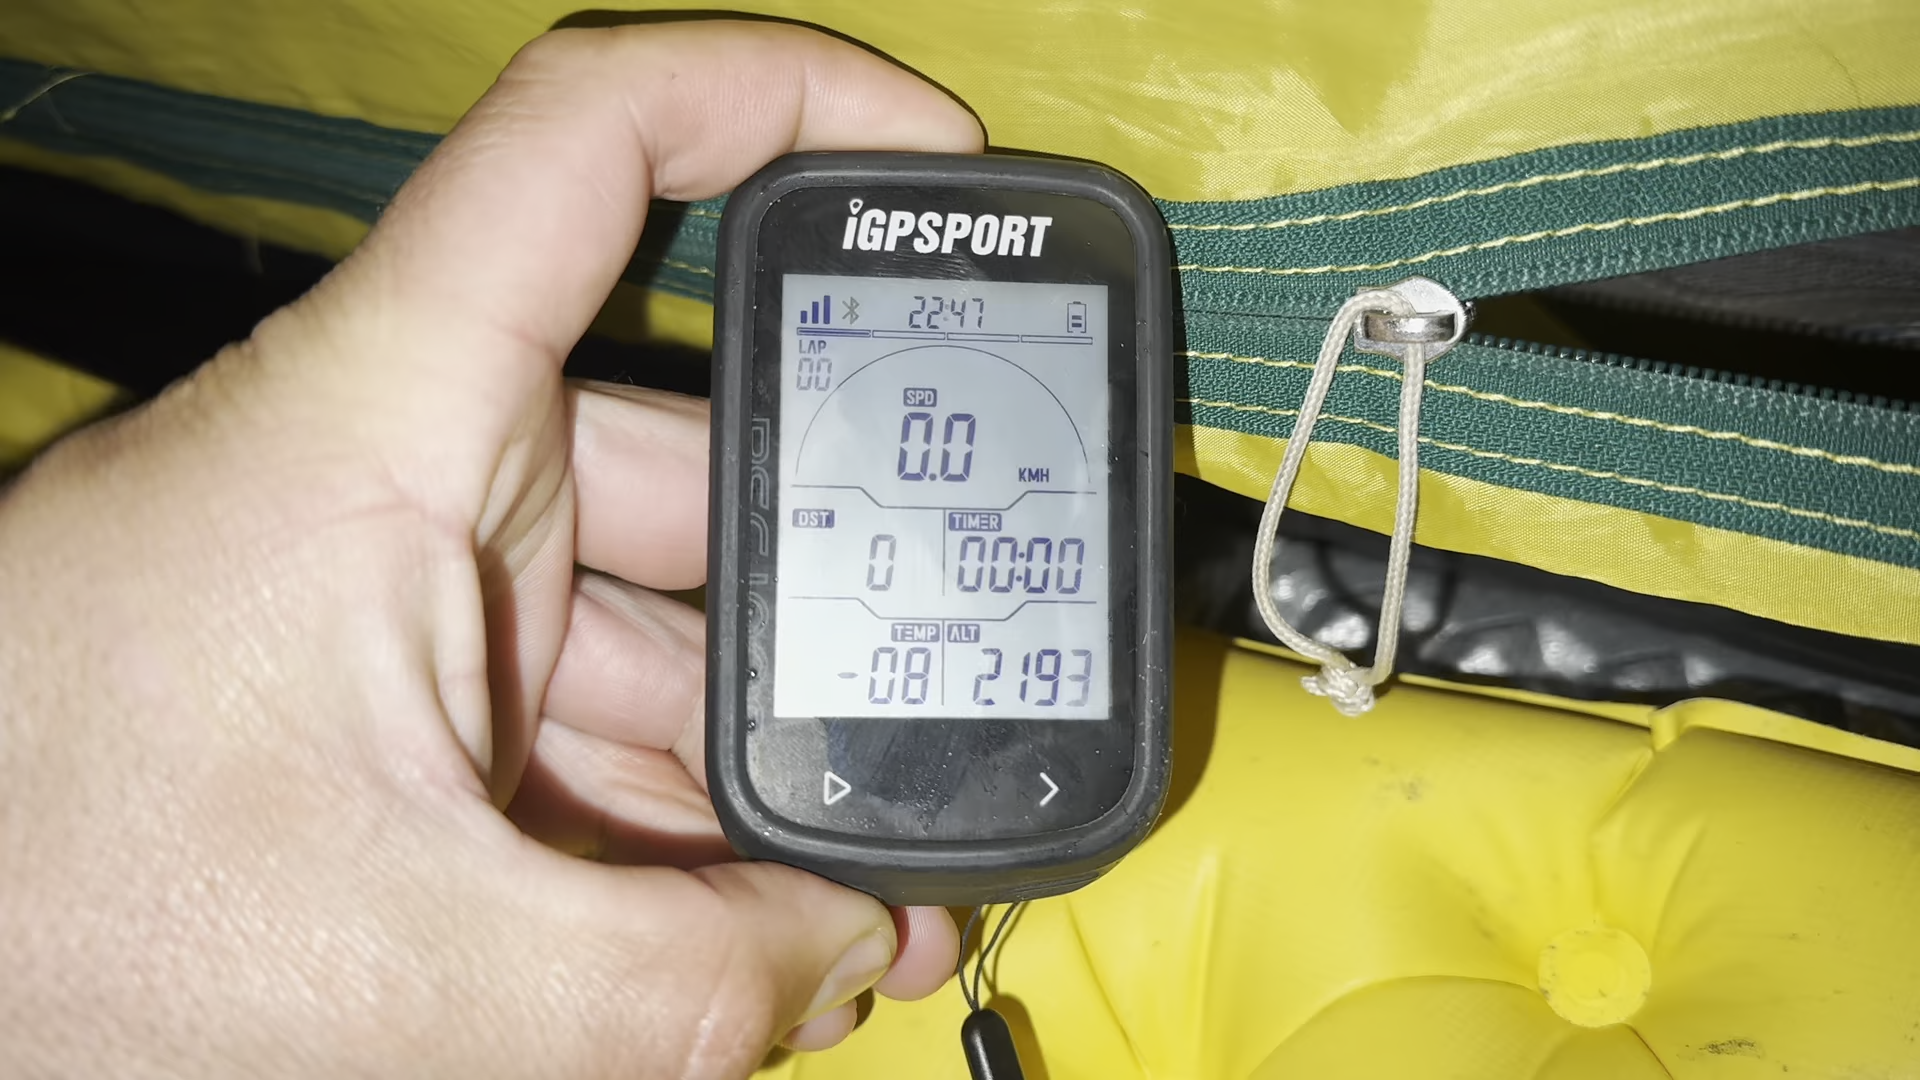 iGPSPORT
22:47
LAP
00
SPD
0.0
KMH
DST
TIMER
0
00:00
TEMP
ALT
-08
2193